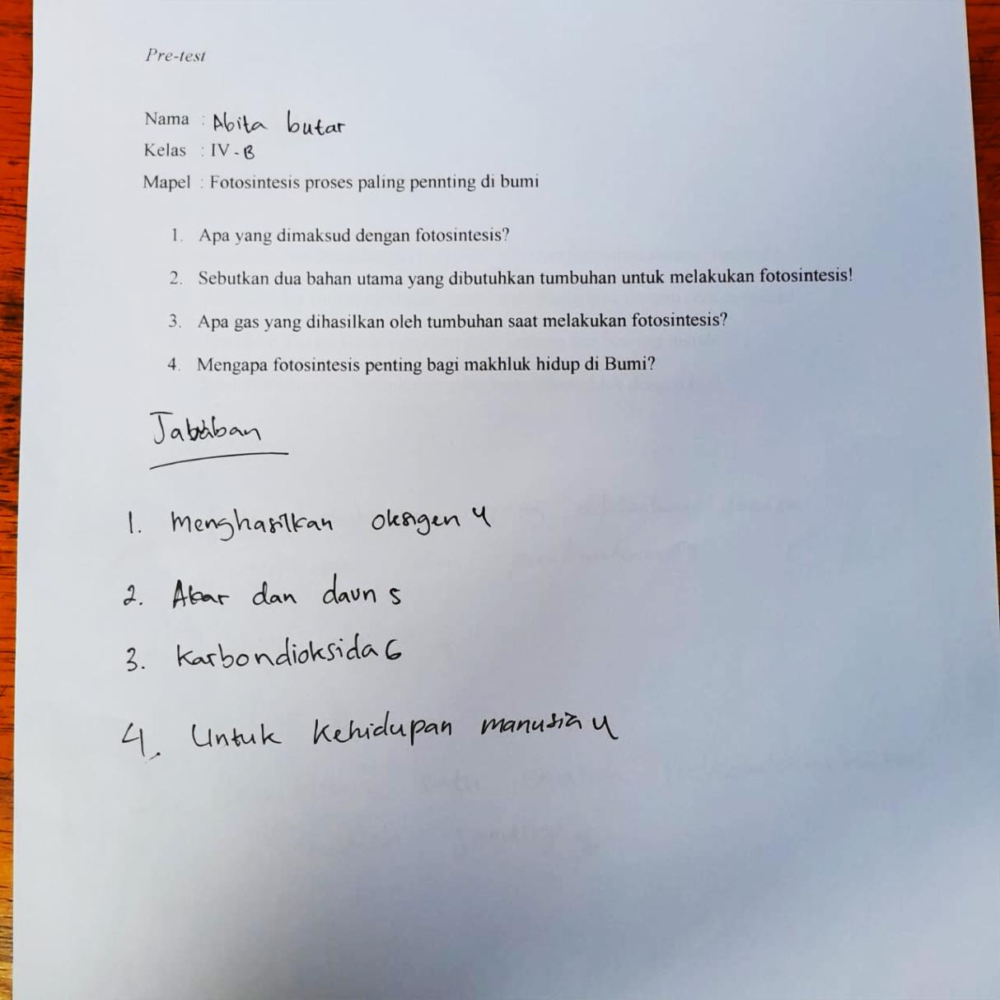 Pre-test
Nama : Abita butar
Kelas : IV - B
Mapel : Fotosintesis proses paling pennting di bumi
1. Apa yang dimaksud dengan fotosintesis?
2. Sebutkan dua bahan utama yang dibutuhkan tumbuhan untuk melakukan fotosintesis!
3. Apa gas yang dihasilkan oleh tumbuhan saat melakukan fotosintesis?
4. Mengapa fotosintesis penting bagi makhluk hidup di Bumi?
Jababan
1. Menghasilkan oksigen 4
2. Akar dan daun 5
3. Karbondioksida 6
4. Untuk Kehidupan manusia 4